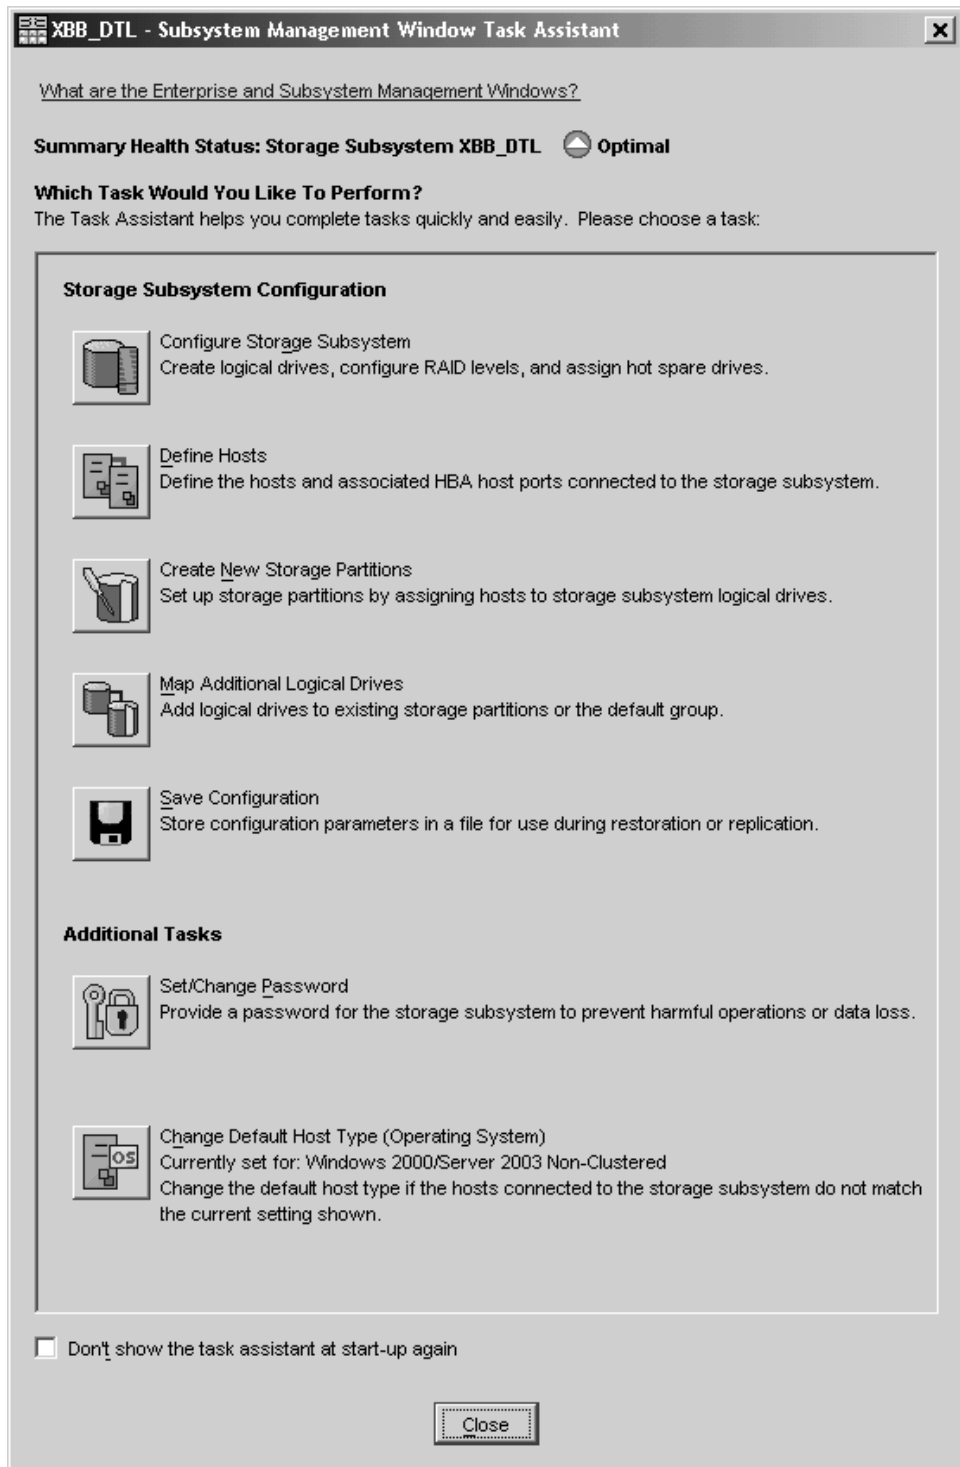 XBB_DTL - Subsystem Management Window Task Assistant
What are the Enterprise and Subsystem Management Windows?
Summary Health Status: Storage Subsystem XBB_DTL Optimal
Which Task Would You Like To Perform?
The Task Assistant helps you complete tasks quickly and easily. Please choose a task:
Storage Subsystem Configuration
Configure Storage Subsystem
Create logical drives, configure RAID levels, and assign hot spare drives.
Define Hosts
Define the hosts and associated HBA host ports connected to the storage subsystem.
Create New Storage Partitions
Set up storage partitions by assigning hosts to storage subsystem logical drives.
Map Additional Logical Drives
Add logical drives to existing storage partitions or the default group.
Save Configuration
Store configuration parameters in a file for use during restoration or replication.
Additional Tasks
Set/Change Password
Provide a password for the storage subsystem to prevent harmful operations or data loss.
OS
Change Default Host Type (Operating System)
Currently set for: Windows 2000/Server 2003 Non-Clustered
Change the default host type if the hosts connected to the storage subsystem do not match
the current setting shown.
Don't show the task assistant at start-up again
Close